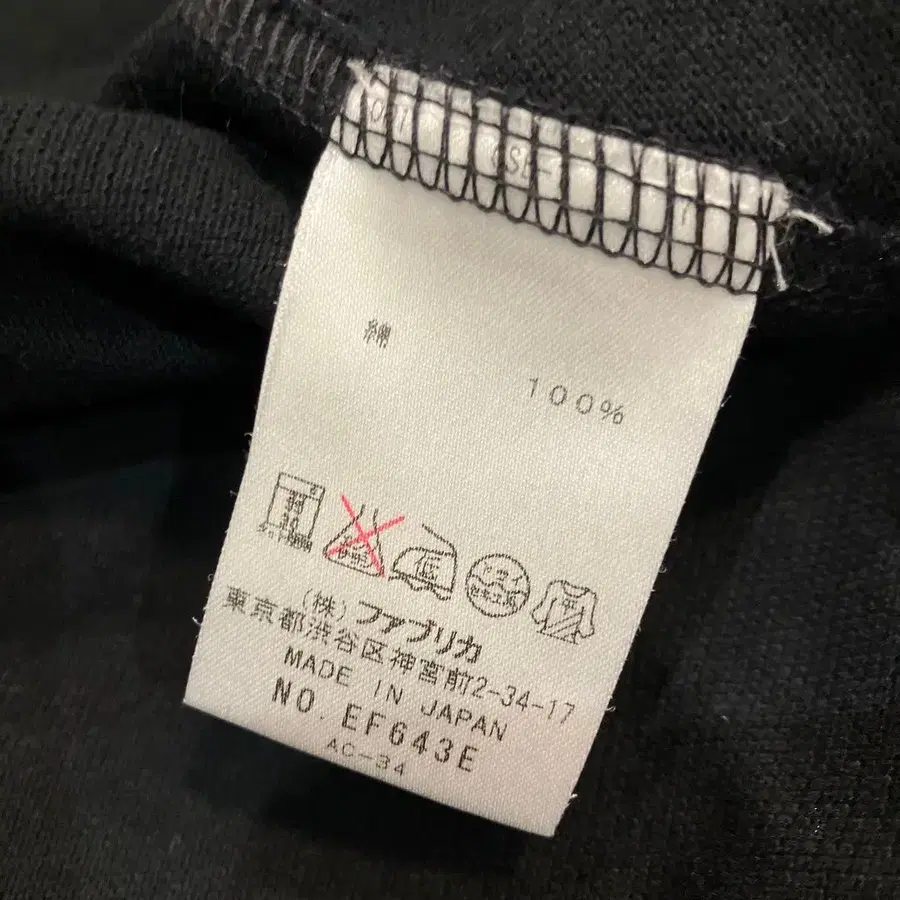 綿
100%
(株)ファブリカ
東京都渋谷区神宮前2-34-17
MADE IN JAPAN
NO. EF643E
AC-34